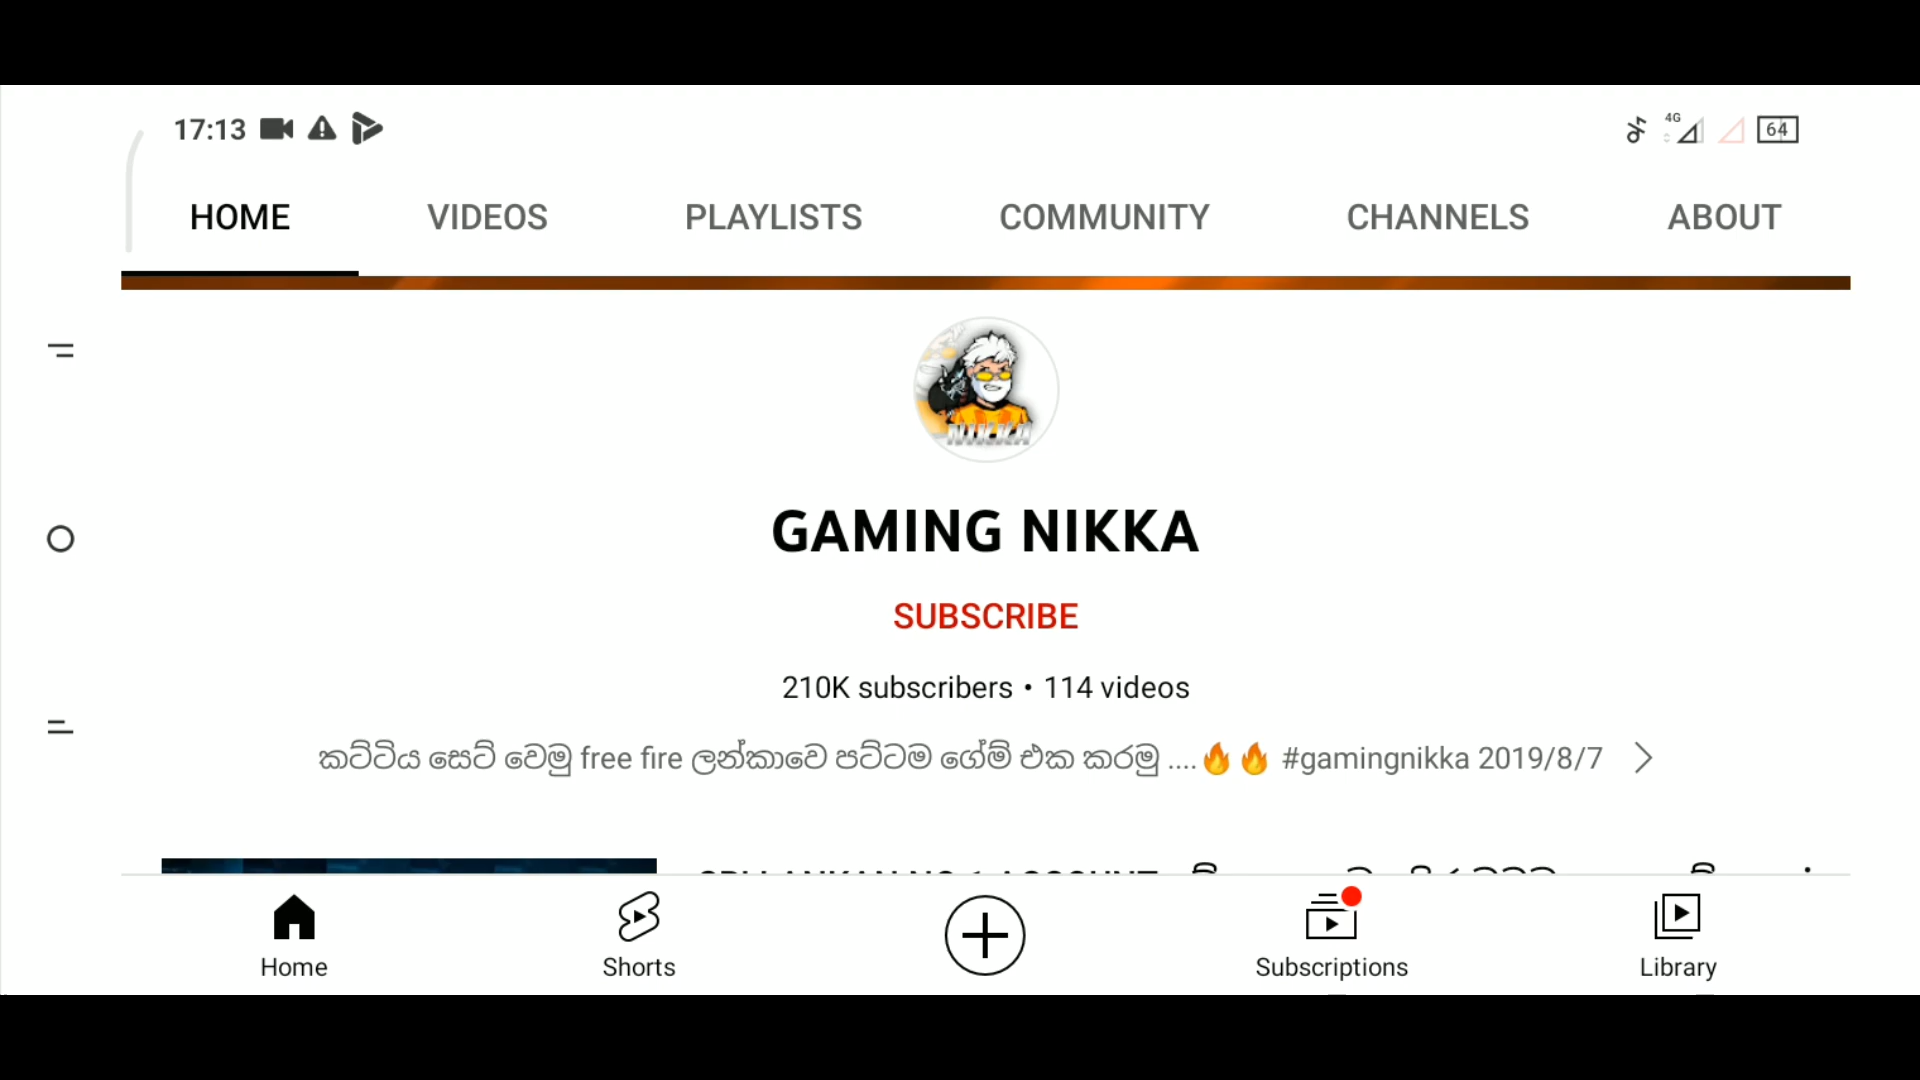 17:13
4G
64
HOME VIDEOS PLAYLISTS COMMUNITY CHANNELS ABOUT
NIKKA
GAMING NIKKA
SUBSCRIBE
210K subscribers • 114 videos
කට්ටිය සෙට් වෙමු free fire ලන්කාවෙ පට්ටම ගේම් එක කරමු ....🔥🔥 #gamingnikka 2019/8/7
Home Shorts Subscriptions Library